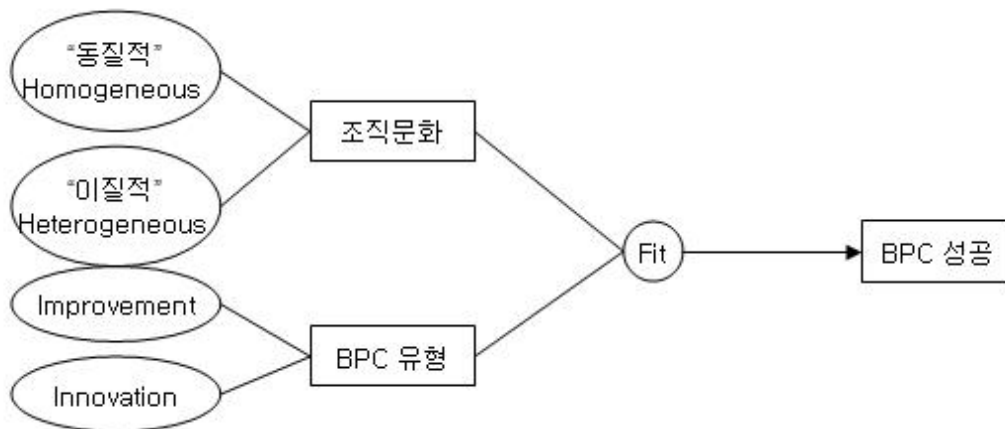 “동질적”
Homogeneous
조직문화
“이질적”
Heterogeneous
Fit
BPC 성공
Improvement
BPC 유형
Innovation